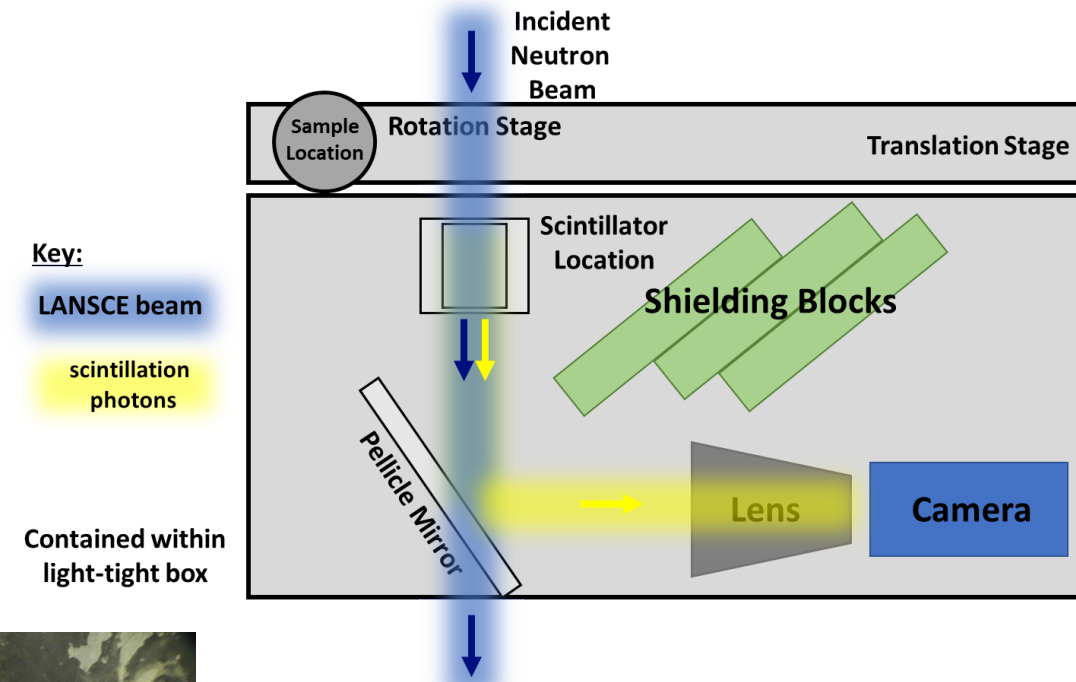 Incident
Neutron
Beam
Sample
Location
Rotation Stage
Translation Stage
Scintillator
Location
Shielding Blocks
Key:
LANSCE beam
scintillation
photons
Pellicle Mirror
Lens
Camera
Contained within
light-tight box